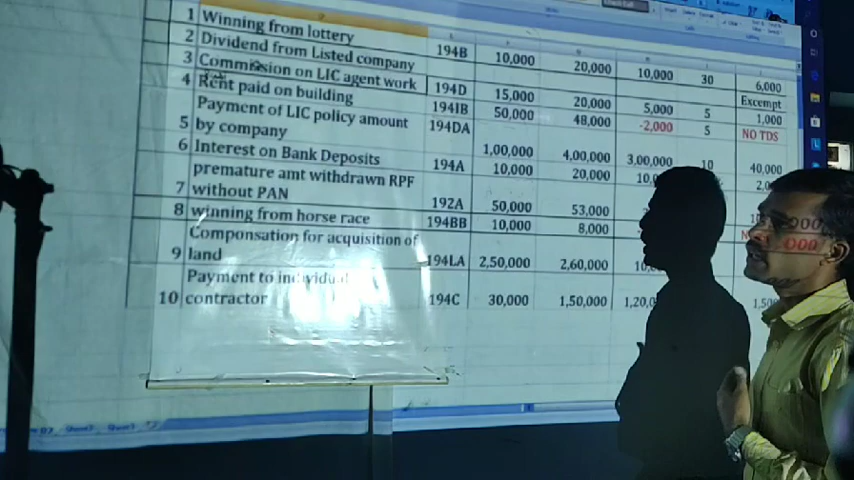 1 Winning from lottery 194B 10,000 20,000 10,000 30 6,000
2 Dividend from Listed company Excempt
3 Commission on LIC agent work 194D 15,000 20,000 5,000 5 1,000
4 Rent paid on building 194IB 50,000 48,000 -2,000 5 NO TDS
Payment of LIC policy amount 194DA
5 by company 1,00,000 4,00,000 3,00,000 10 40,000
6 Interest on Bank Deposits 194A 10,000 20,000
premature amt withdrawn RPF
7 without PAN 192A 50,000 53,000
8 winning from horse race 194BB 10,000 8,000
Componsation for acquisition of
9 land 194LA 2,50,000 2,60,000
Payment to individual
10 contractor 194C 30,000 1,50,000